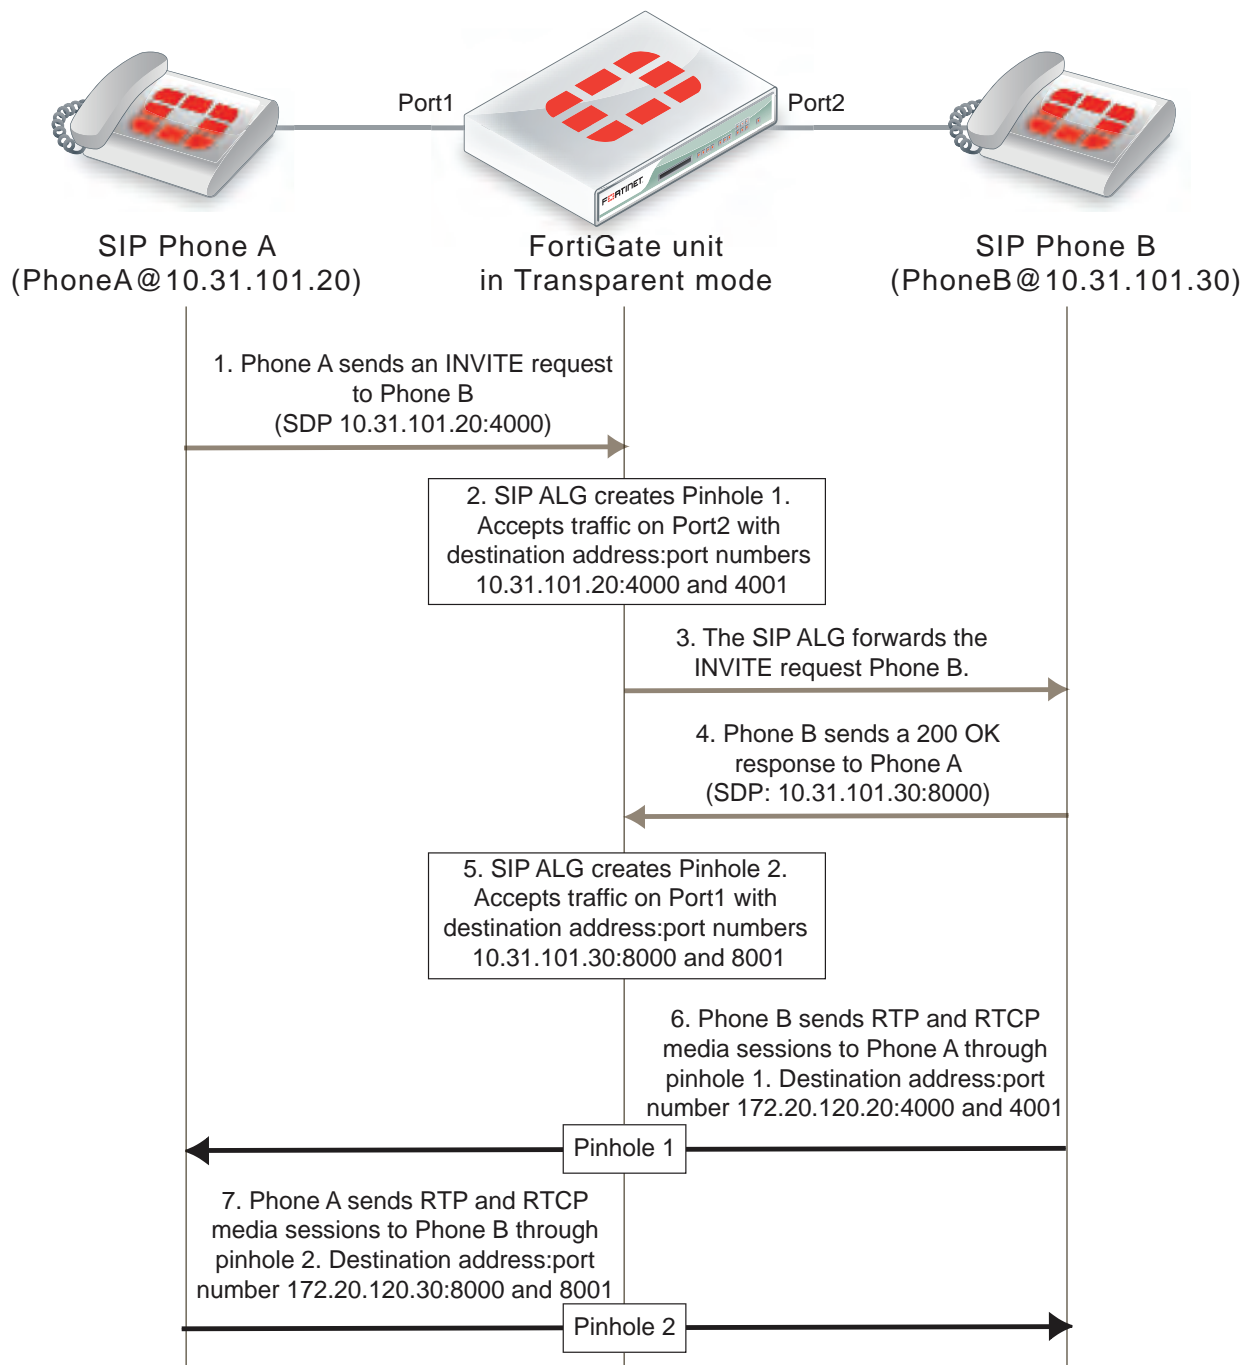 Port1
Port2
FORTINET
SIP Phone A
(PhoneA@10.31.101.20)
FortiGate unit
in Transparent mode
SIP Phone B
(PhoneB@10.31.101.30)
1. Phone A sends an INVITE request
to Phone B
(SDP 10.31.101.20:4000)
2. SIP ALG creates Pinhole 1.
Accepts traffic on Port2 with
destination address:port numbers
10.31.101.20:4000 and 4001
3. The SIP ALG forwards the
INVITE request Phone B.
4. Phone B sends a 200 OK
response to Phone A
(SDP: 10.31.101.30:8000)
5. SIP ALG creates Pinhole 2.
Accepts traffic on Port1 with
destination address:port numbers
10.31.101.30:8000 and 8001
6. Phone B sends RTP and RTCP
media sessions to Phone A through
pinhole 1. Destination address:port
number 172.20.120.20:4000 and 4001
Pinhole 1
7. Phone A sends RTP and RTCP
media sessions to Phone B through
pinhole 2. Destination address:port
number 172.20.120.30:8000 and 8001
Pinhole 2